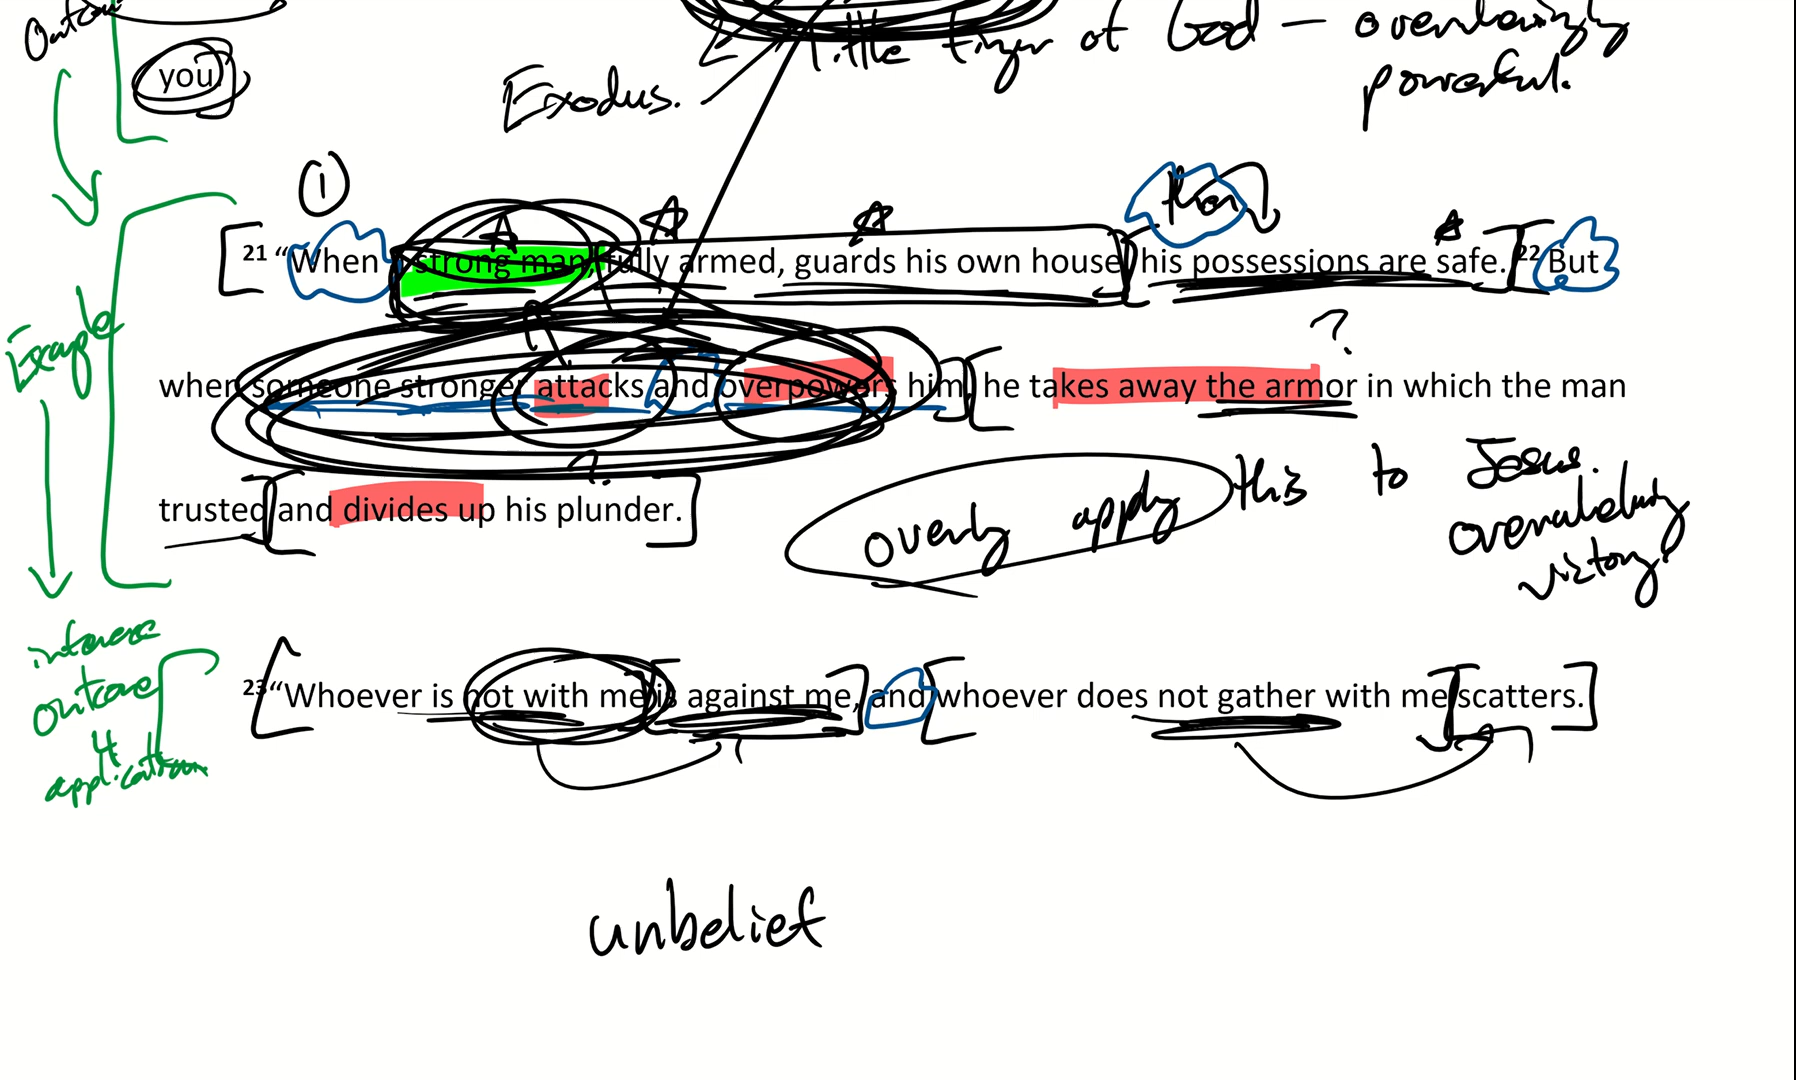 you.
little finger of God — overwhelmingly
Exodus.
powerful.
1
then
21 “When a strong man, fully armed, guards his own house, his possessions are safe. 22 But
?
Example
when someone stronger attacks and overpowers him, he takes away the armor in which the man
?
trusted and divides up his plunder.
overly apply this to Jesus.
overwhelming
victory?
outcome
application
23“Whoever is not with me is against me, and whoever does not gather with me scatters.
unbelief